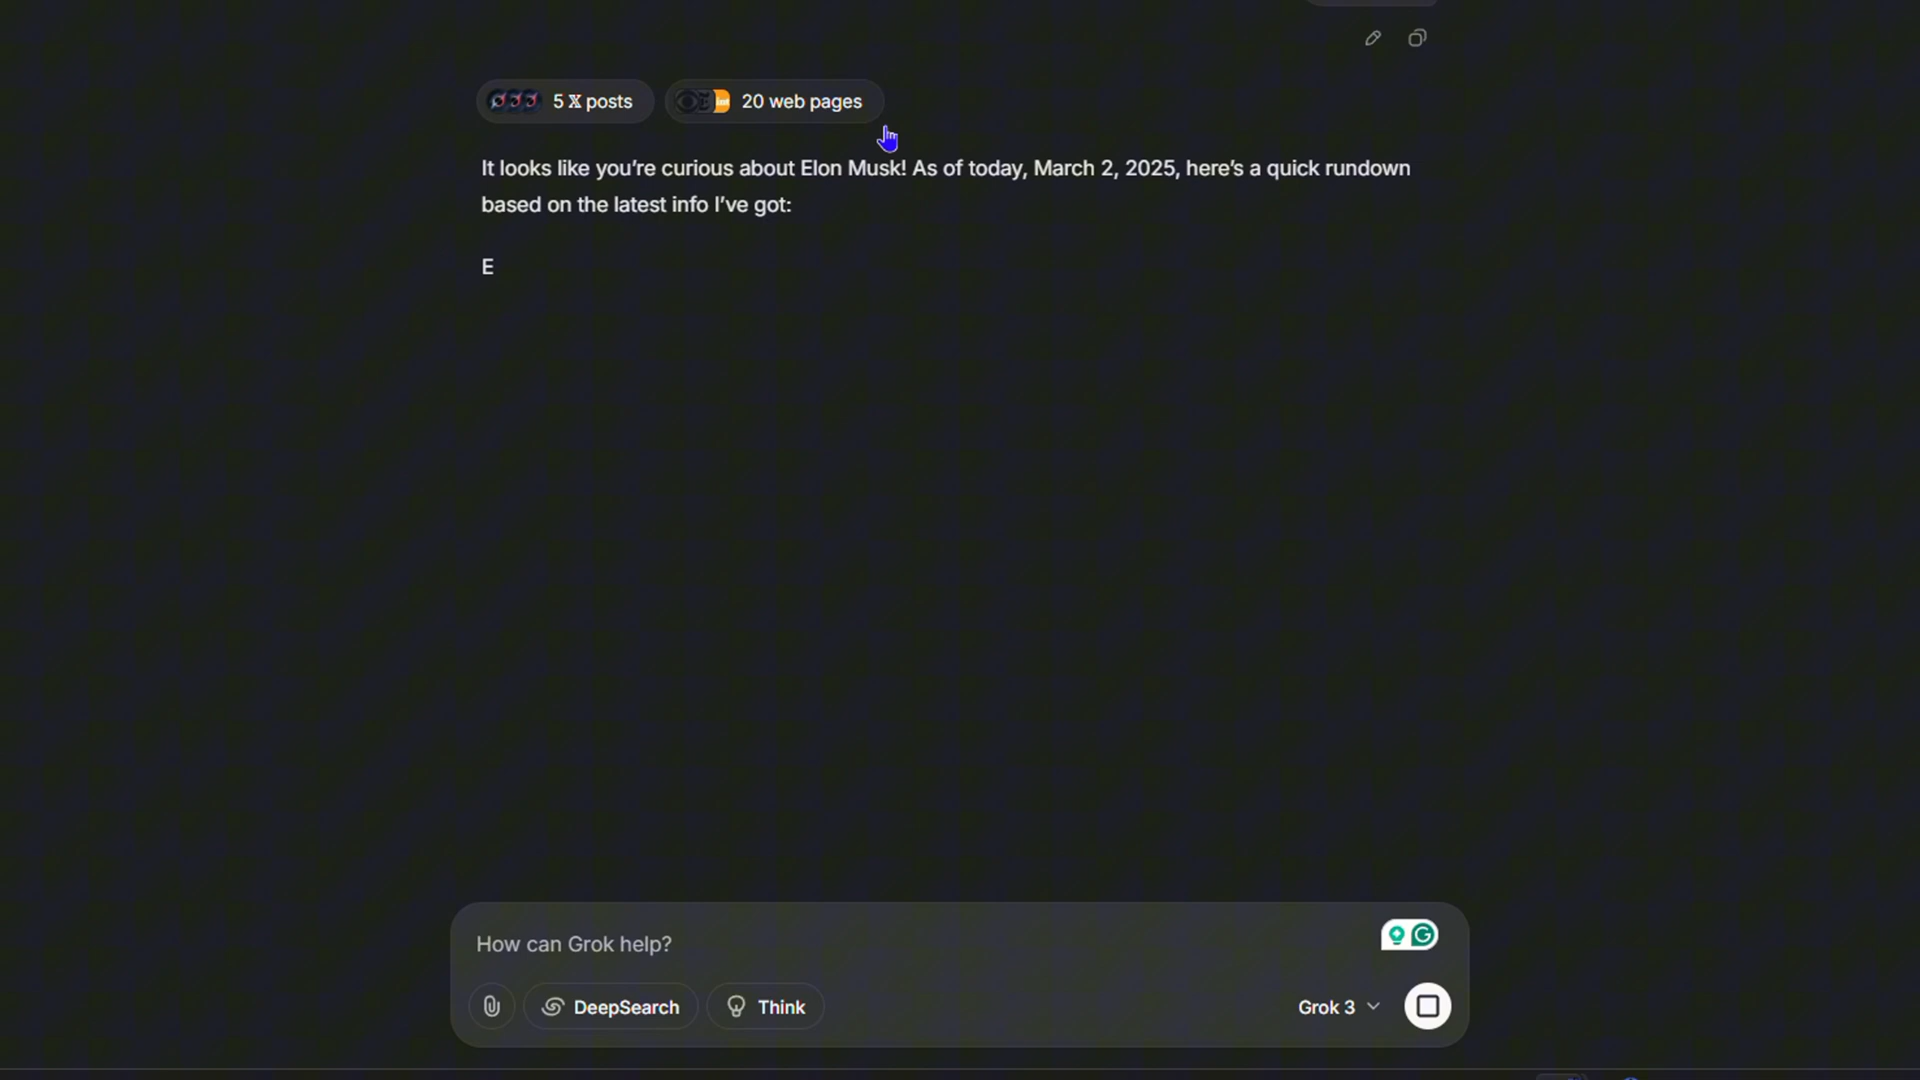 5 𝕏 posts
20 web pages
It looks like you’re curious about Elon Musk! As of today, March 2, 2025, here’s a quick rundown
based on the latest info I’ve got:
E
How can Grok help?
DeepSearch
Think
Grok 3